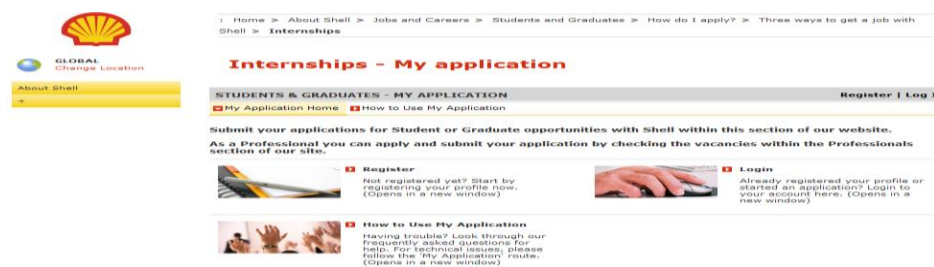 : Home > About Shell > Jobs and Careers > Students and Graduates > How do I apply? > Three ways to get a job with
Shell > Internships
GLOBAL
Change Location
Internships - My application
About Shell
+
STUDENTS & GRADUATES - MY APPLICATION
Register | Log
My Application Home
How to Use My Application
Submit your applications for Student or Graduate opportunities with Shell within this section of our website.
As a Professional you can apply and submit your application by checking the vacancies within the Professionals
section of our site.
Register
Not registered yet? Start by
registering your profile now.
(Opens in a new window)
Login
Already registered your profile or
started an application? Login to
your account here. (Opens in a
new window)
How to Use My Application
Having trouble? Look through our
frequently asked questions for
help. For technical issues, please
follow the 'My Application' route.
(Opens in a new window)